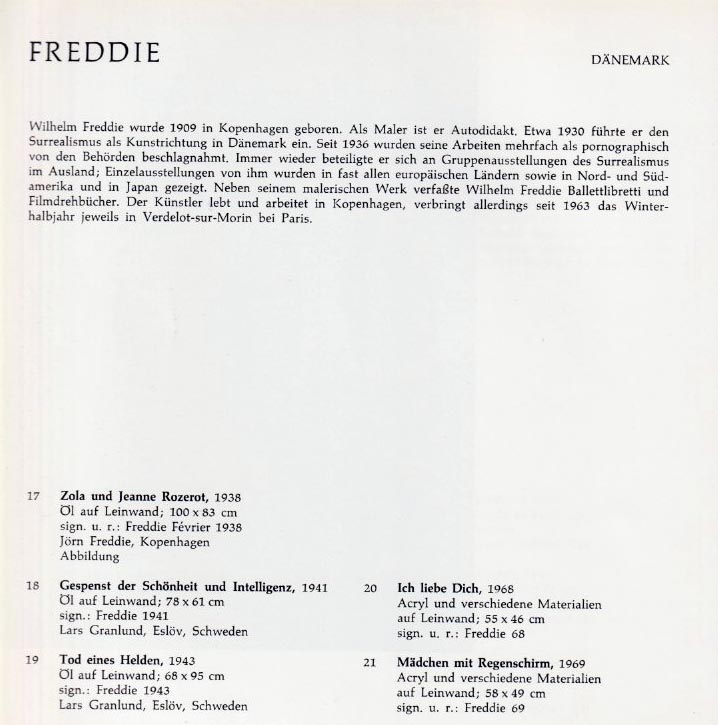 FREDDIE
DÄNEMARK
Wilhelm Freddie wurde 1909 in Kopenhagen geboren. Als Maler ist er Autodidakt. Etwa 1930 führte er den
Surrealismus als Kunstrichtung in Dänemark ein. Seit 1936 wurden seine Arbeiten mehrfach als pornographisch
von den Behörden beschlagnahmt. Immer wieder beteiligte er sich an Gruppenausstellungen des Surrealismus
im Ausland; Einzelausstellungen von ihm wurden in fast allen europäischen Ländern sowie in Nord- und Süd-
amerika und in Japan gezeigt. Neben seinem malerischen Werk verfaßte Wilhelm Freddie Ballettlibretti und
Filmdrehbücher. Der Künstler lebt und arbeitet in Kopenhagen, verbringt allerdings seit 1963 das Winter-
halbjahr jeweils in Verdelot-sur-Morin bei Paris.
17 Zola und Jeanne Rozerot, 1938
Öl auf Leinwand; 100 x 83 cm
sign. u. r.: Freddie Février 1938
Jörn Freddie, Kopenhagen
Abbildung
18 Gespenst der Schönheit und Intelligenz, 1941
Öl auf Leinwand; 78 x 61 cm
sign.: Freddie 1941
Lars Granlund, Eslöv, Schweden
19 Tod eines Helden, 1943
Öl auf Leinwand; 68 x 95 cm
sign.: Freddie 1943
Lars Granlund, Eslöv, Schweden
20 Ich liebe Dich, 1968
Acryl und verschiedene Materialien
auf Leinwand; 55 x 46 cm
sign. u. r.: Freddie 68
21 Mädchen mit Regenschirm, 1969
Acryl und verschiedene Materialien
auf Leinwand; 58 x 49 cm
sign. u. r.: Freddie 69